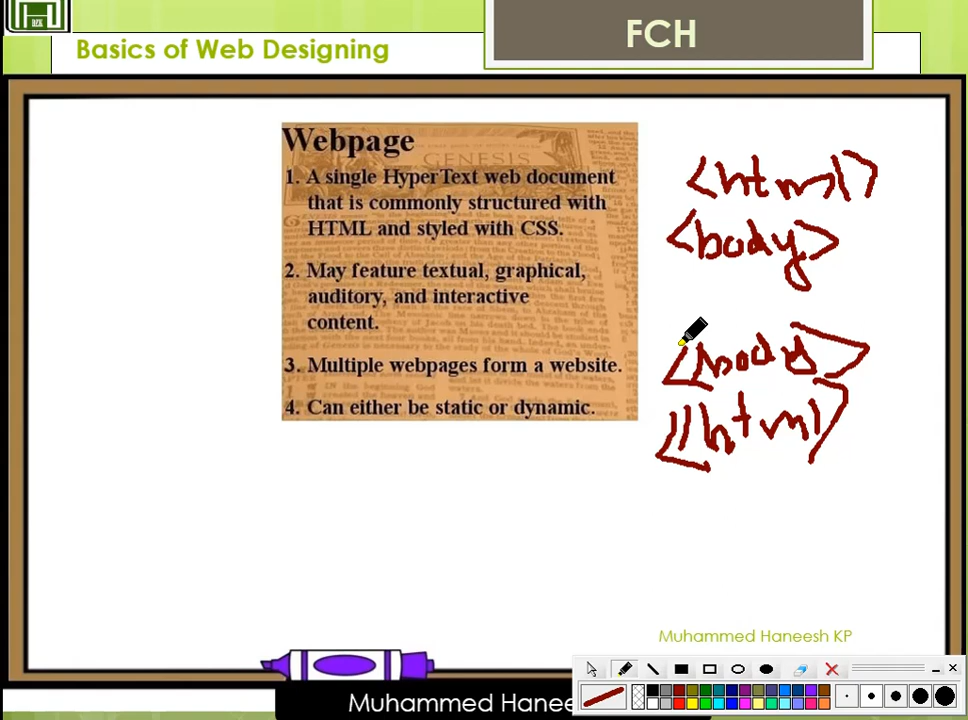 HZK
FCH
Basics of Web Designing
Webpage
GENESIS
1. A single HyperText web document
that is commonly structured with
HTML and styled with CSS.
2. May feature textual, graphical,
auditory, and interactive
content.
3. Multiple webpages form a website.
4. Can either be static or dynamic.
<html>
<body>
<body>
</html>
Muhammed Haneesh KP
Muhammed Hanee